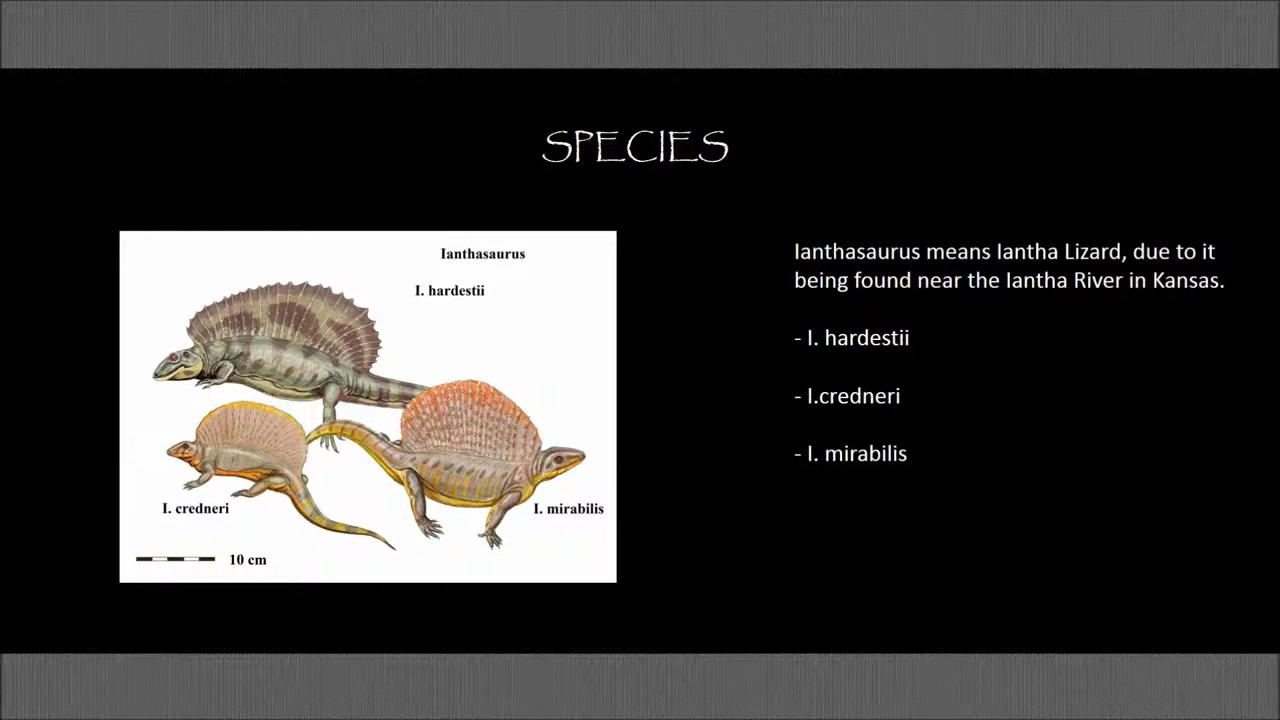 SPECIES
Ianthasaurus
I. hardestii
I. credneri
I. mirabilis
10 cm
Ianthasaurus means Iantha Lizard, due to it
being found near the Iantha River in Kansas.
- I. hardestii
- I.credneri
- I. mirabilis